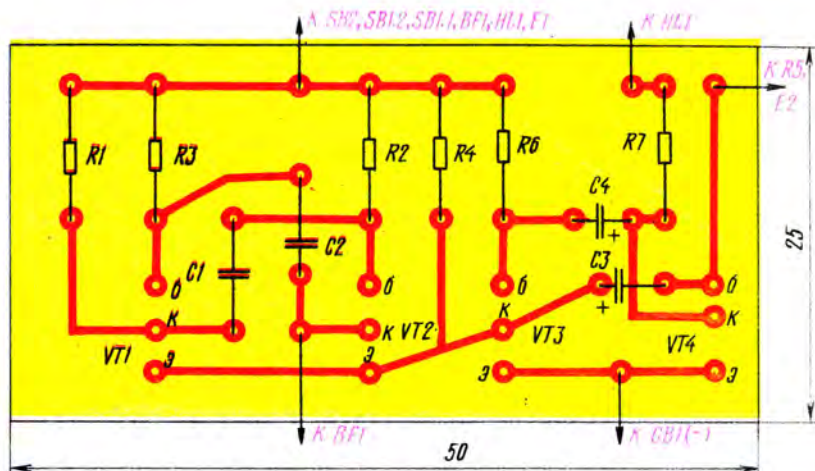 К SB2, SB1.2, SB1.1, BF1, HL1, E1
К HL1
К R5,
E2
R1
R3
R2
R4
R6
R7
C4
+
C1
C2
C3
+
б
б
б
б
к
к
к
к
VT1
VT2
VT3
VT4
э
э
э
э
К BF1
К GB1(-)
25
50